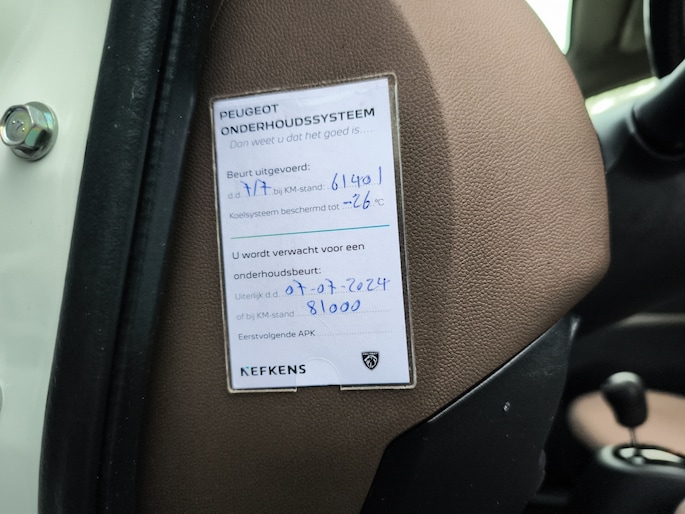 PEUGEOT
ONDERHOUDSSYSTEEM
Dan weet u dat het goed is....
Beurt uitgevoerd:
d.d. 7/7 bij KM-stand: 61401
Koelsysteem beschermd tot -26 °C
U wordt verwacht voor een
onderhoudsbeurt:
Uiterlijk d.d. 07-07-2024
of bij KM-stand 81000
Eerstvolgende APK
NEFKENS